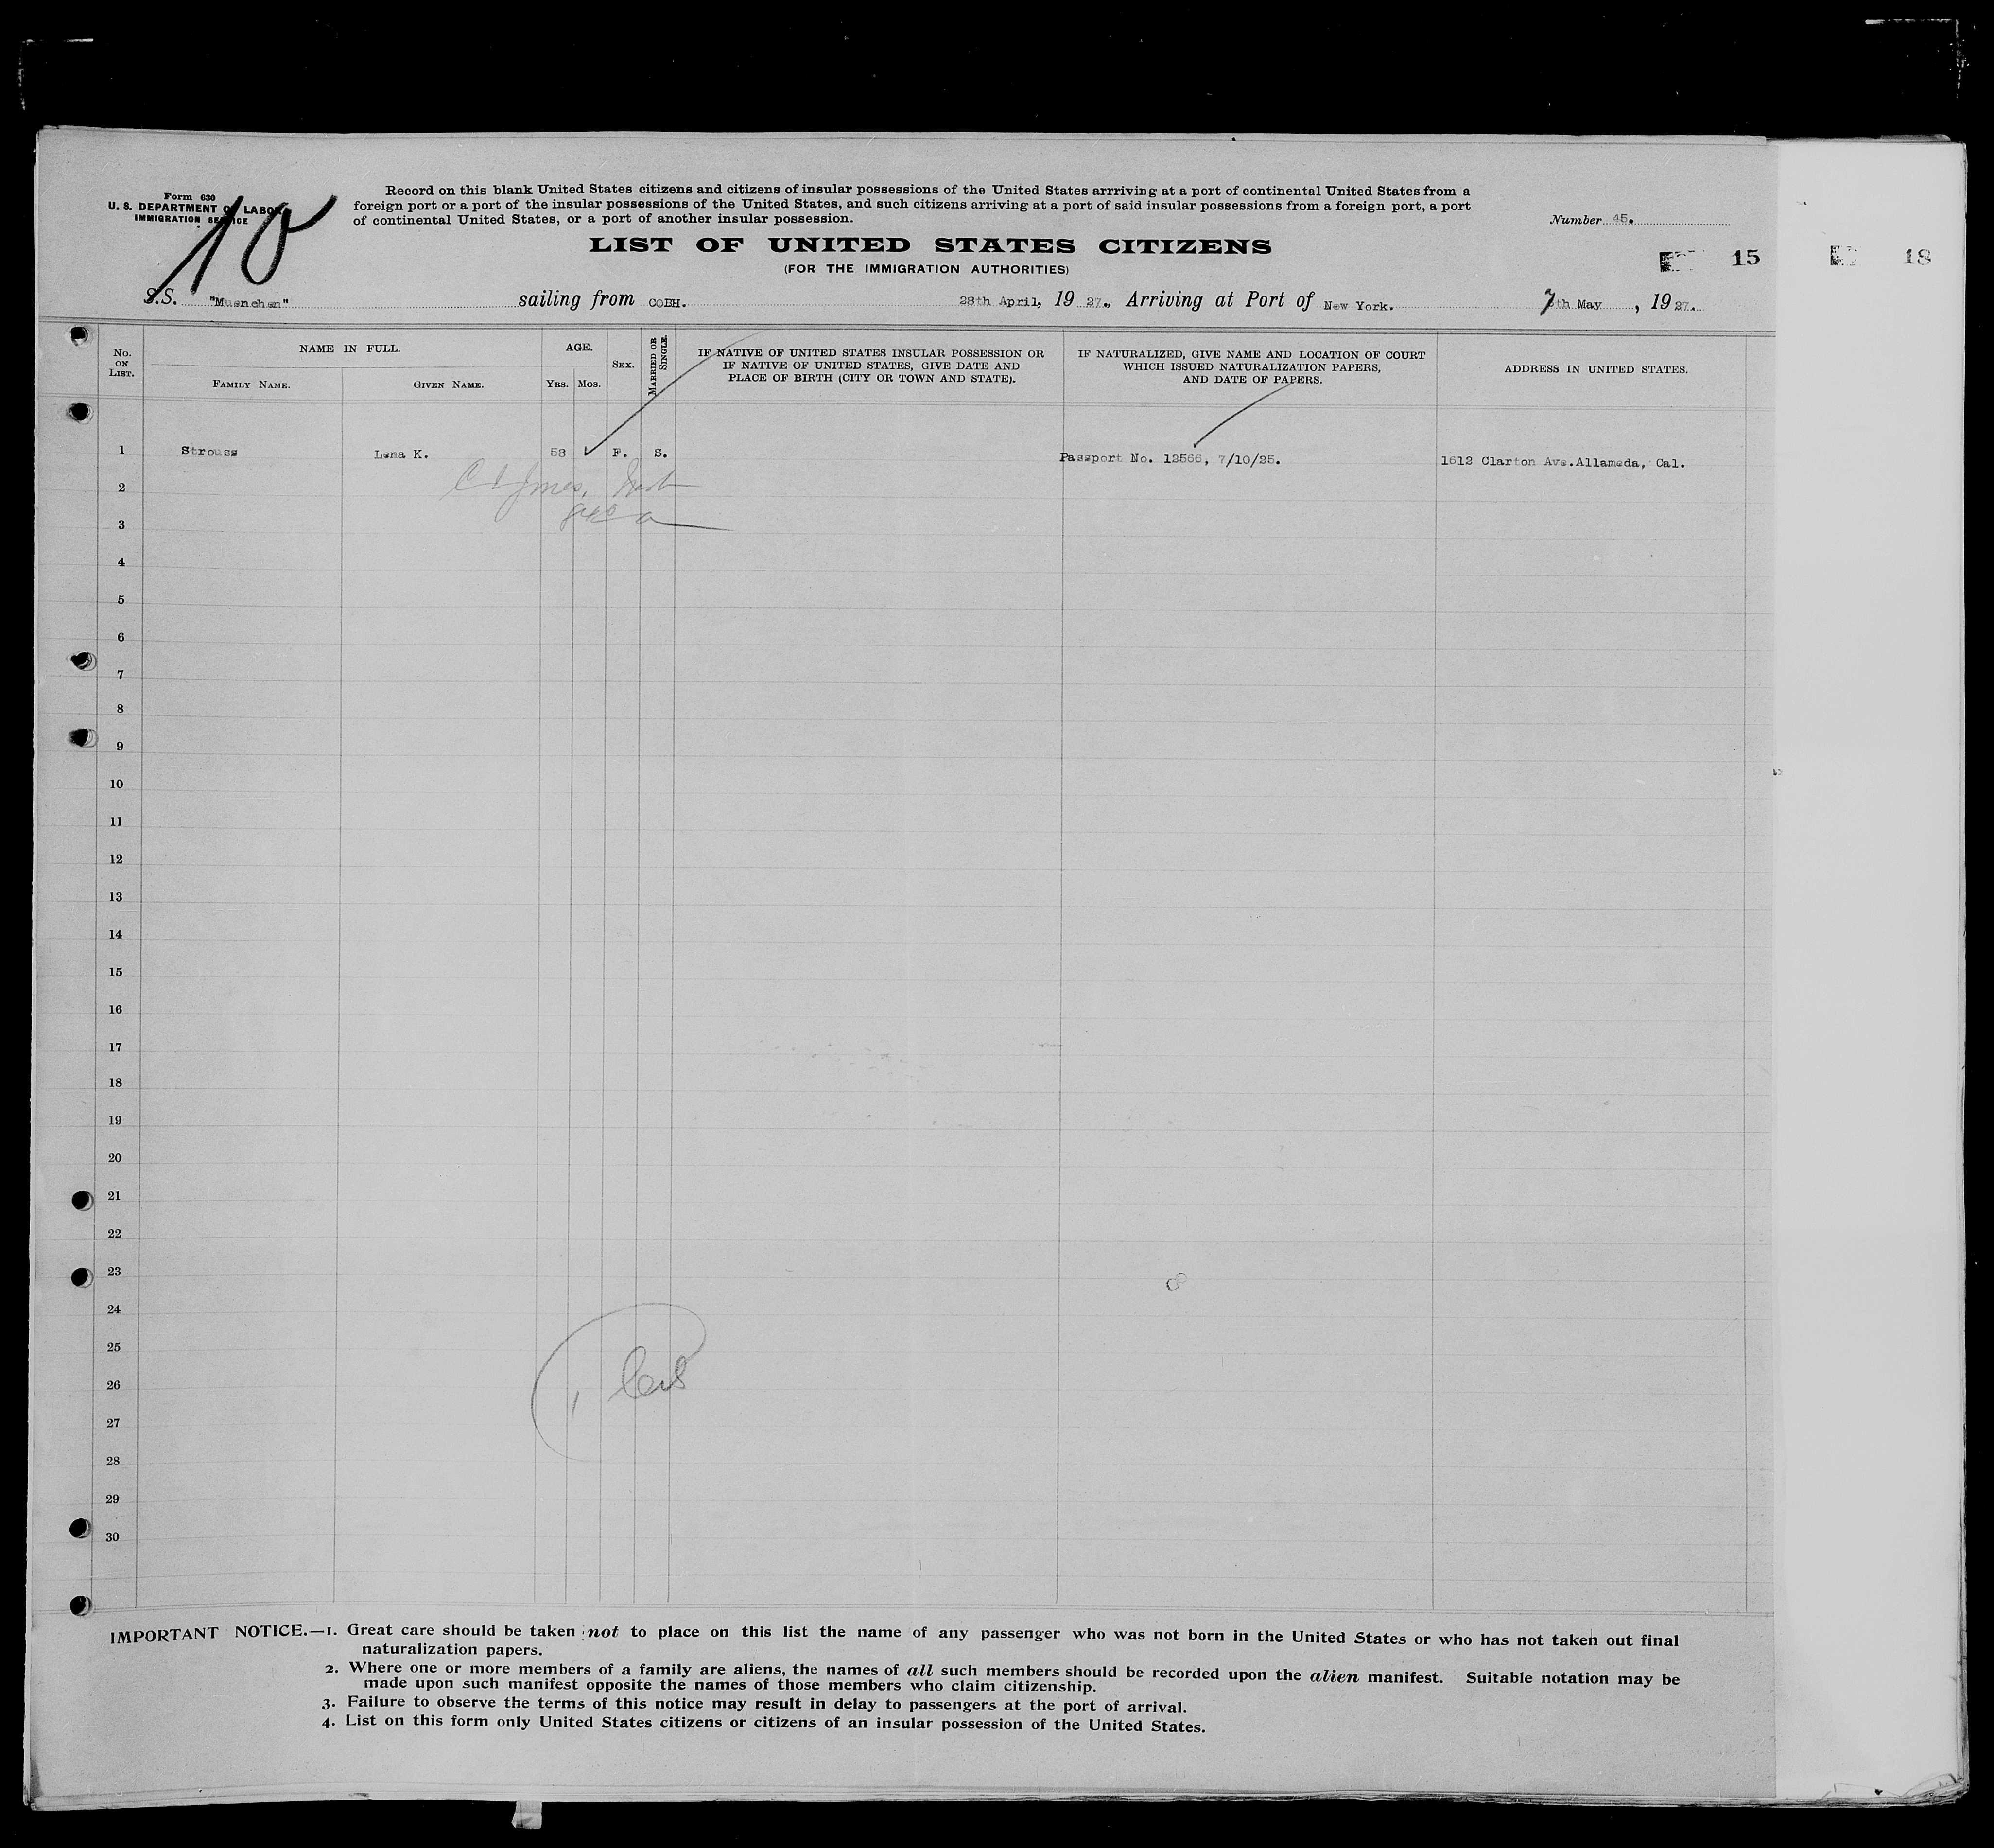 Form 630
U. S. DEPARTMENT OF LABOR
IMMIGRATION SERVICE
10
Record on this blank United States citizens and citizens of insular possessions of the United States arrriving at a port of continental United States from a
foreign port or a port of the insular possessions of the United States, and such citizens arriving at a port of said insular possessions from a foreign port, a port
of continental United States, or a port of another insular possession.
Number 45.
LIST OF UNITED STATES CITIZENS
(FOR THE IMMIGRATION AUTHORITIES)
15
18
S.S. "Muenchen" sailing from COBH. 28th April, 1927., Arriving at Port of New York. 7th May, 1927.
No. ON LIST.
NAME IN FULL.
FAMILY NAME.
GIVEN NAME.
AGE.
YRS. MOS.
SEX.
MARRIED OR SINGLE.
IF NATIVE OF UNITED STATES INSULAR POSSESSION OR
IF NATIVE OF UNITED STATES, GIVE DATE AND
PLACE OF BIRTH (CITY OR TOWN AND STATE).
IF NATURALIZED, GIVE NAME AND LOCATION OF COURT
WHICH ISSUED NATURALIZATION PAPERS,
AND DATE OF PAPERS.
ADDRESS IN UNITED STATES.
1 Strouss Lena K. 58 F. S. Passport No. 12566, 7/10/25. 1612 Clarton Ave. Allameda, Cal.
2
3
4
5
6
7
8
9
10
11
12
13
14
15
16
17
18
19
20
21
22
23
24
25
26
27
28
29
30
IMPORTANT NOTICE.—1. Great care should be taken not to place on this list the name of any passenger who was not born in the United States or who has not taken out final
naturalization papers.
2. Where one or more members of a family are aliens, the names of all such members should be recorded upon the alien manifest. Suitable notation may be
made upon such manifest opposite the names of those members who claim citizenship.
3. Failure to observe the terms of this notice may result in delay to passengers at the port of arrival.
4. List on this form only United States citizens or citizens of an insular possession of the United States.